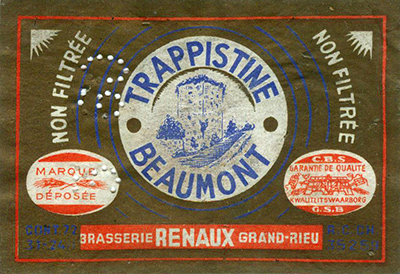 NON FILTRÉE
TRAPPISTINE
BEAUMONT
NON FILTRÉE
MARQUE
DÉPOSÉE
C.B.S
GARANTIE DE QUALITÉ
KWALITEITSWAARBORG
G.S.B
BRASSERIE RENAUX GRAND-RIEU